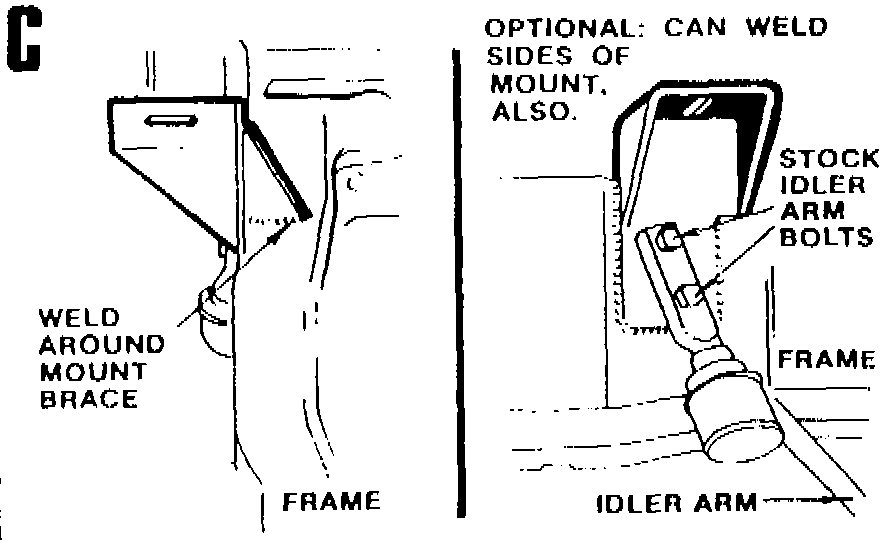 C
WELD
AROUND
MOUNT
BRACE
FRAME
OPTIONAL: CAN WELD
SIDES OF
MOUNT,
ALSO.
STOCK
IDLER
ARM
BOLTS
FRAME
IDLER ARM